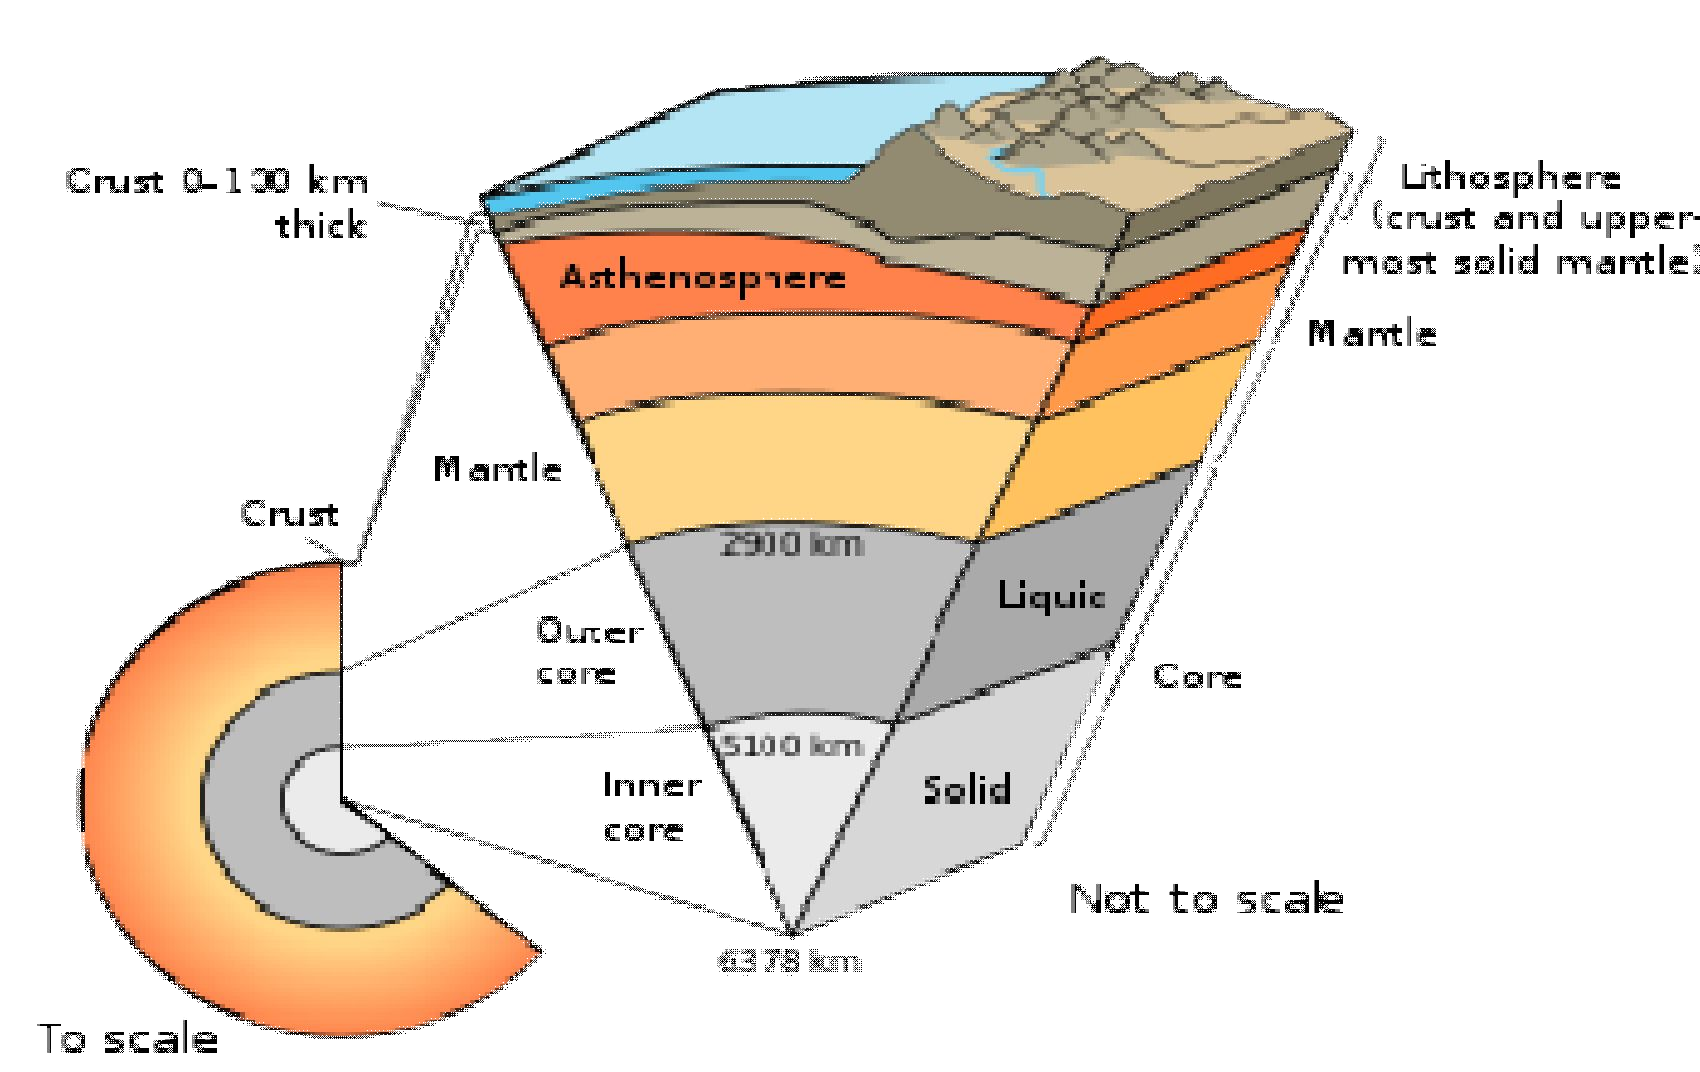 Crust 0-100 km
thick
Lithosphere
(crust and upper-
most solid mantle)
Asthenosphere
Mantle
Mantle
Crust
2900 km
Liquid
Outer
core
Core
5100 km
Inner
core
Solid
Not to scale
6378 km
To scale